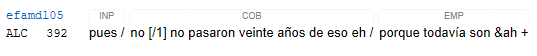 efamdl05 INP COB EMP
ALC 392 pues / no [/1] no pasaron veinte años de eso eh / porque todavía son &ah +